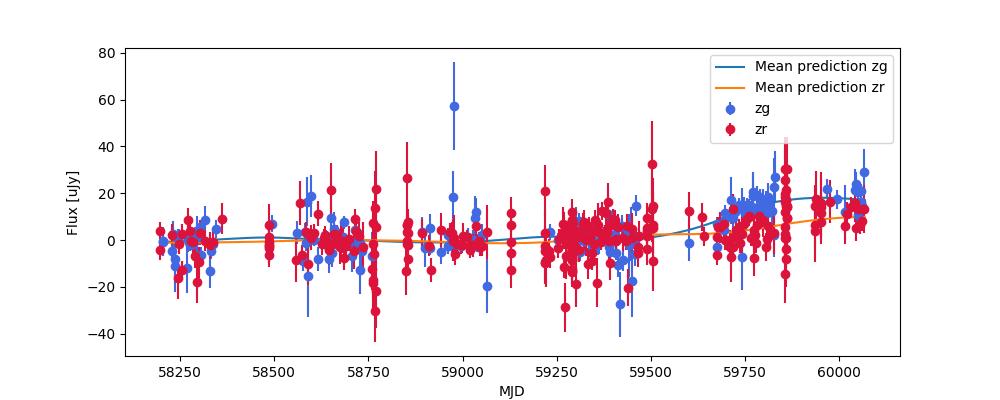 80
60
40
20
0
−20
−40
Flux [uJy]
58250
58500
58750
59000
59250
59500
59750
60000
MJD
Mean prediction zg
Mean prediction zr
zg
zr